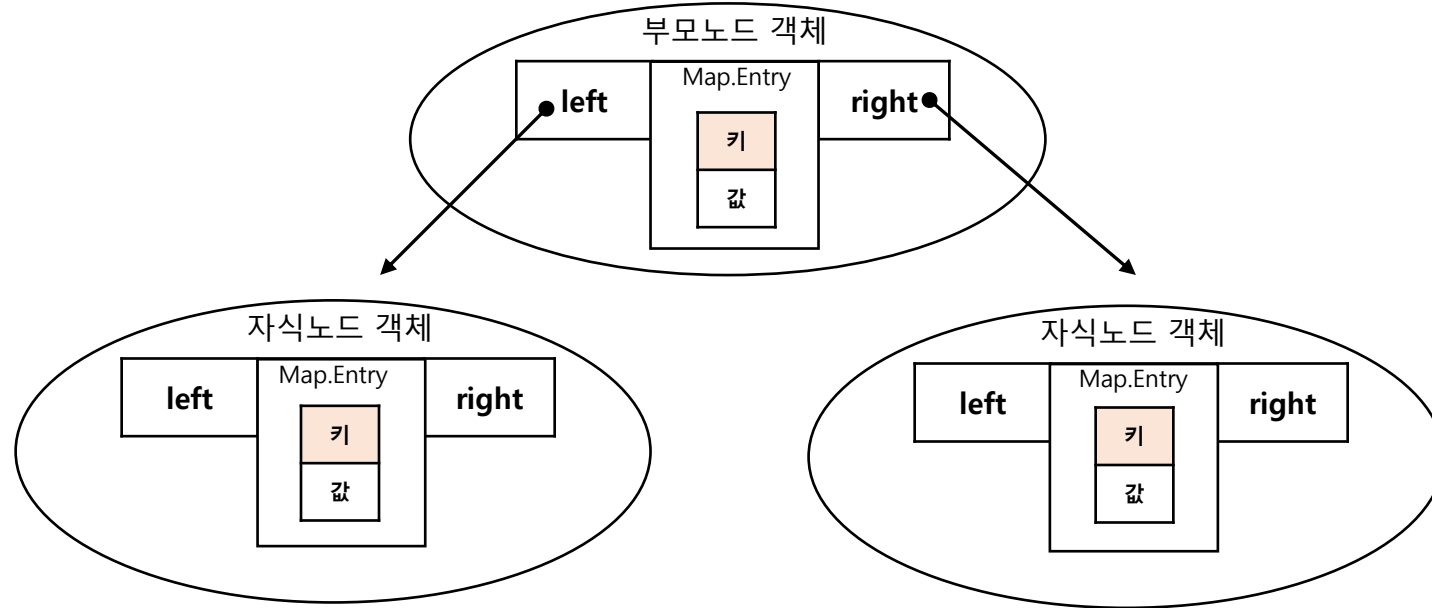 부모노드 객체
left
Map.Entry
right
키
값
자식노드 객체
left
Map.Entry
right
키
값
자식노드 객체
left
Map.Entry
right
키
값